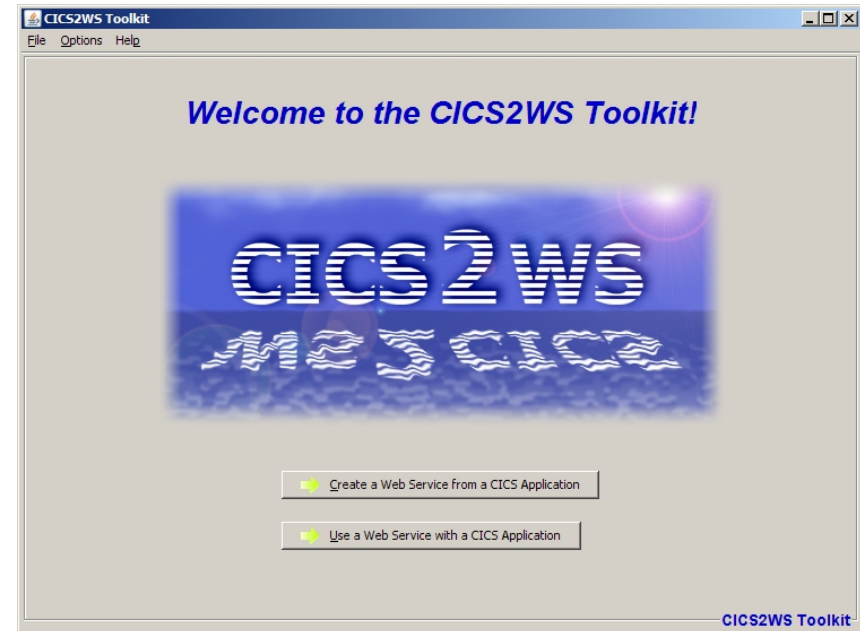 CICS2WS Toolkit
File Options Help
Welcome to the CICS2WS Toolkit!
CICS2WS
Create a Web Service from a CICS Application
Use a Web Service with a CICS Application
CICS2WS Toolkit